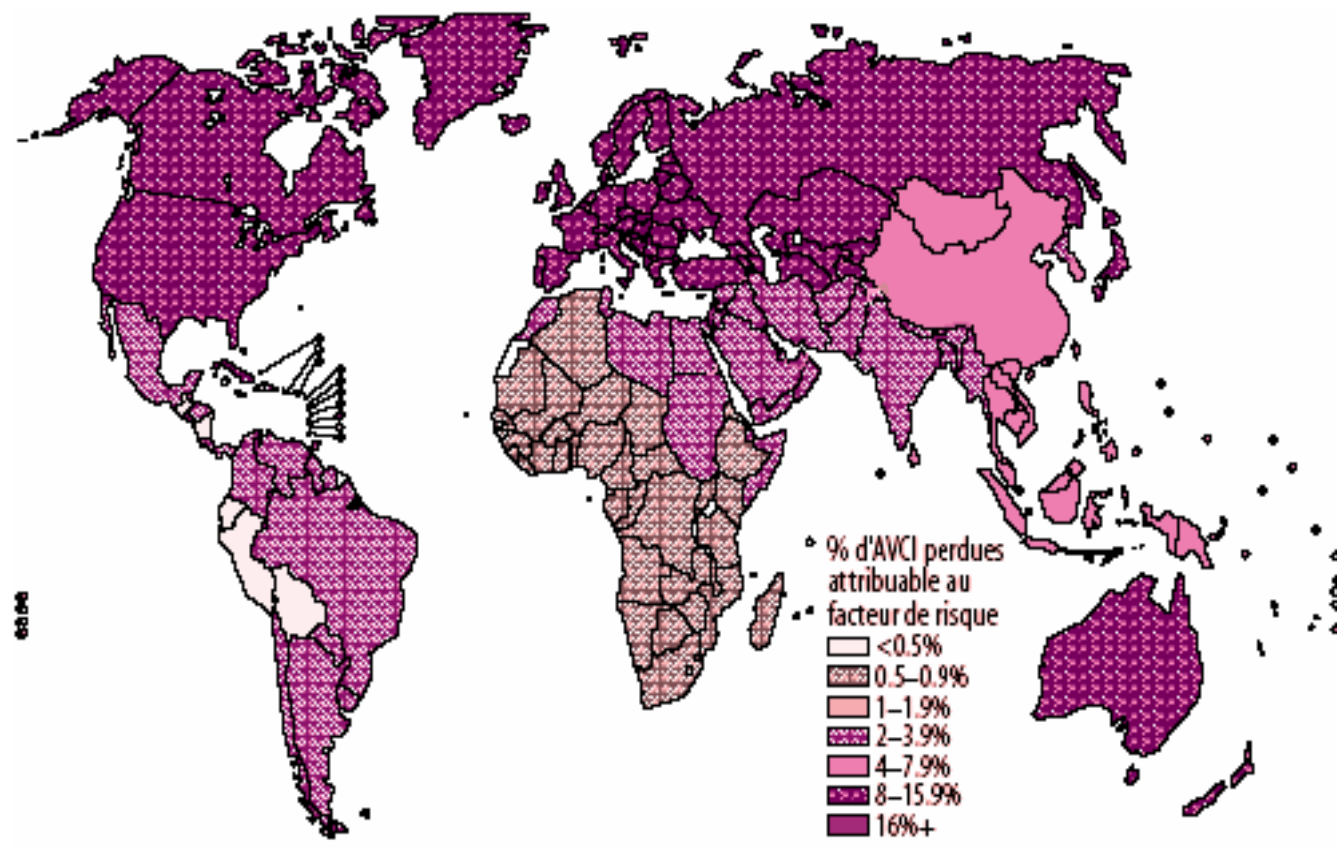 % d'AVCI perdues
attribuable au
facteur de risque
<0.5%
0.5–0.9%
1–1.9%
2–3.9%
4–7.9%
8–15.9%
16%+